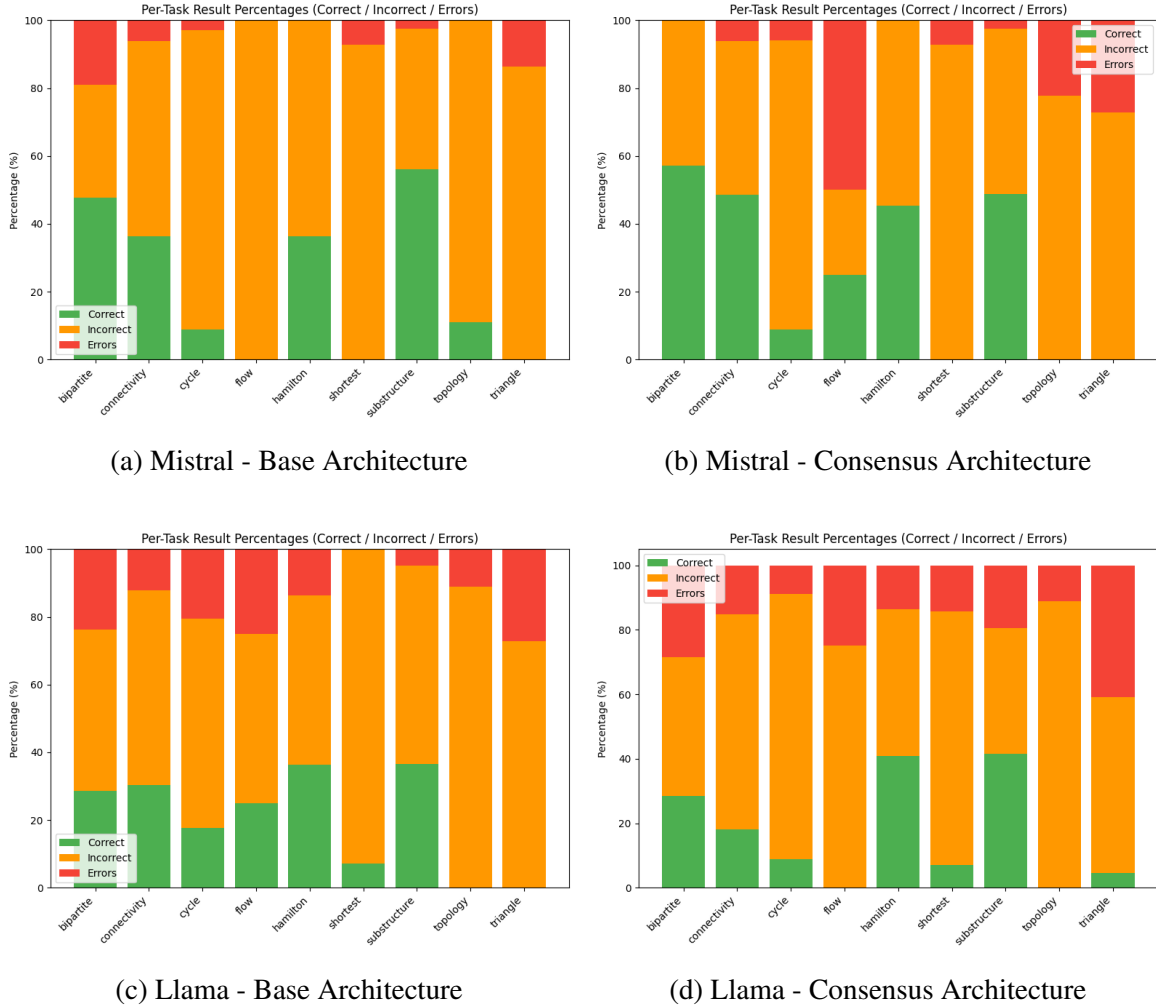 Per-Task Result Percentages (Correct / Incorrect / Errors)
Percentage (%)
100
80
60
40
20
0
Correct
Incorrect
Errors
bipartite
connectivity
cycle
flow
hamilton
shortest
substructure
topology
triangle
(a) Mistral - Base Architecture
Per-Task Result Percentages (Correct / Incorrect / Errors)
Percentage (%)
100
80
60
40
20
0
Correct
Incorrect
Errors
bipartite
connectivity
cycle
flow
hamilton
shortest
substructure
topology
triangle
(b) Mistral - Consensus Architecture
Per-Task Result Percentages (Correct / Incorrect / Errors)
Percentage (%)
100
80
60
40
20
0
Correct
Incorrect
Errors
bipartite
connectivity
cycle
flow
hamilton
shortest
substructure
topology
triangle
(c) Llama - Base Architecture
Per-Task Result Percentages (Correct / Incorrect / Errors)
Percentage (%)
100
80
60
40
20
0
Correct
Incorrect
Errors
bipartite
connectivity
cycle
flow
hamilton
shortest
substructure
topology
triangle
(d) Llama - Consensus Architecture